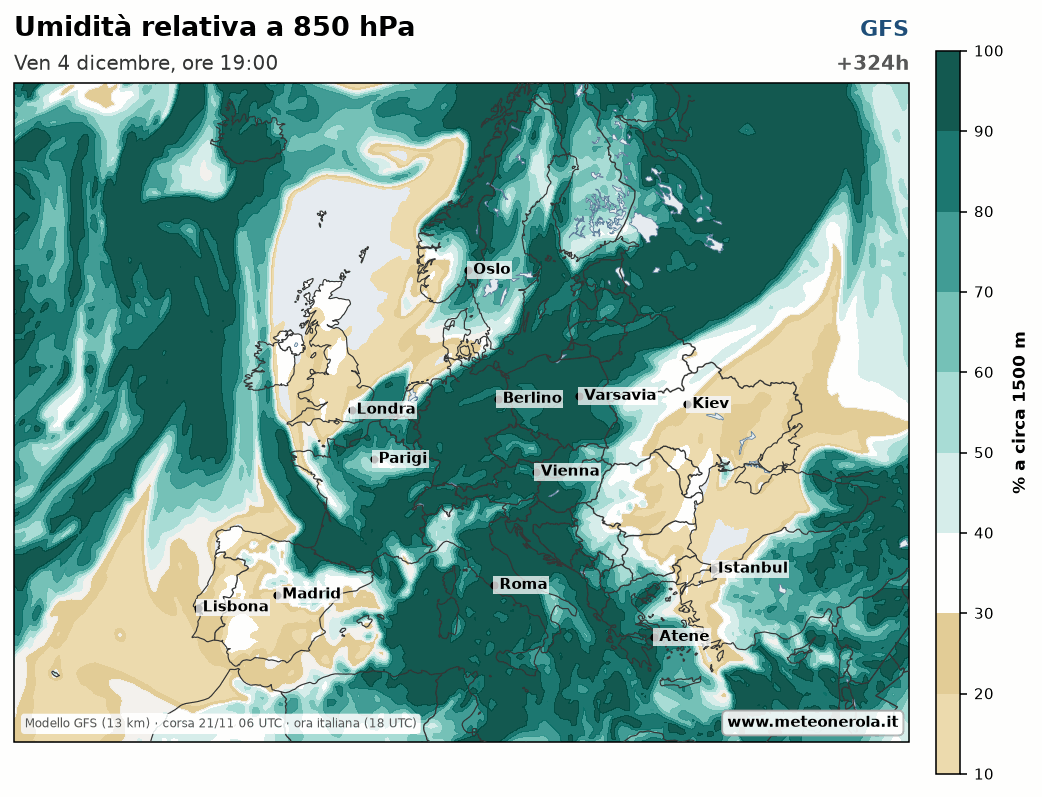 Umidità relativa a 850 hPa
GFS
Ven 4 dicembre, ore 19:00
+324h
100
90
80
70
60
50
40
30
20
10
% a circa 1500 m
Oslo
Berlino
Varsavia
Kiev
Londra
Parigi
Vienna
Istanbul
Roma
Madrid
Lisbona
Atene
Modello GFS (13 km) · corsa 21/11 06 UTC · ora italiana (18 UTC)
www.meteonerola.it